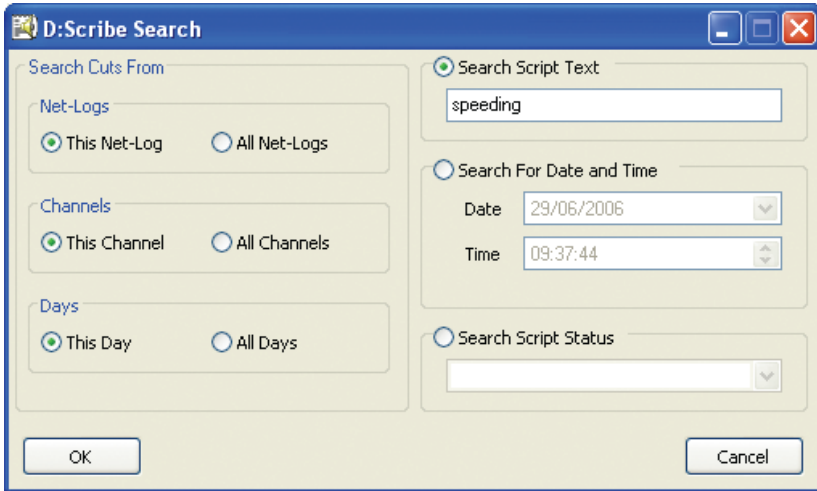 D:Scribe Search
Search Cuts From
Net-Logs
This Net-Log All Net-Logs
Channels
This Channel All Channels
Days
This Day All Days
Search Script Text
speeding
Search For Date and Time
Date 29/06/2006
Time 09:37:44
Search Script Status
OK Cancel